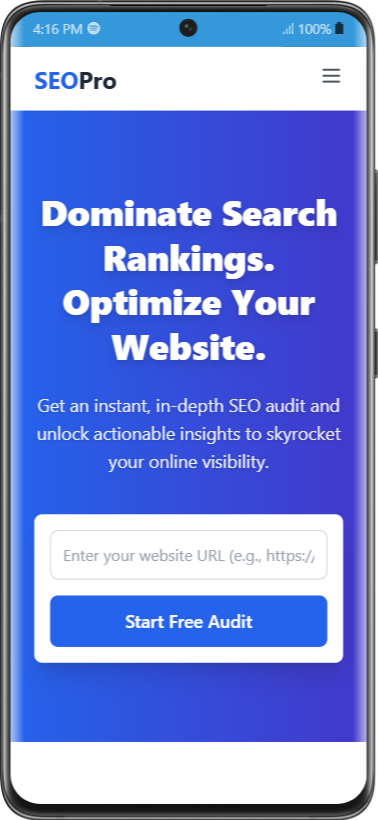 4:16 PM 100%
SEOPro
Dominate Search
Rankings.
Optimize Your
Website.
Get an instant, in-depth SEO audit and
unlock actionable insights to skyrocket
your online visibility.
Enter your website URL (e.g., https:/
Start Free Audit